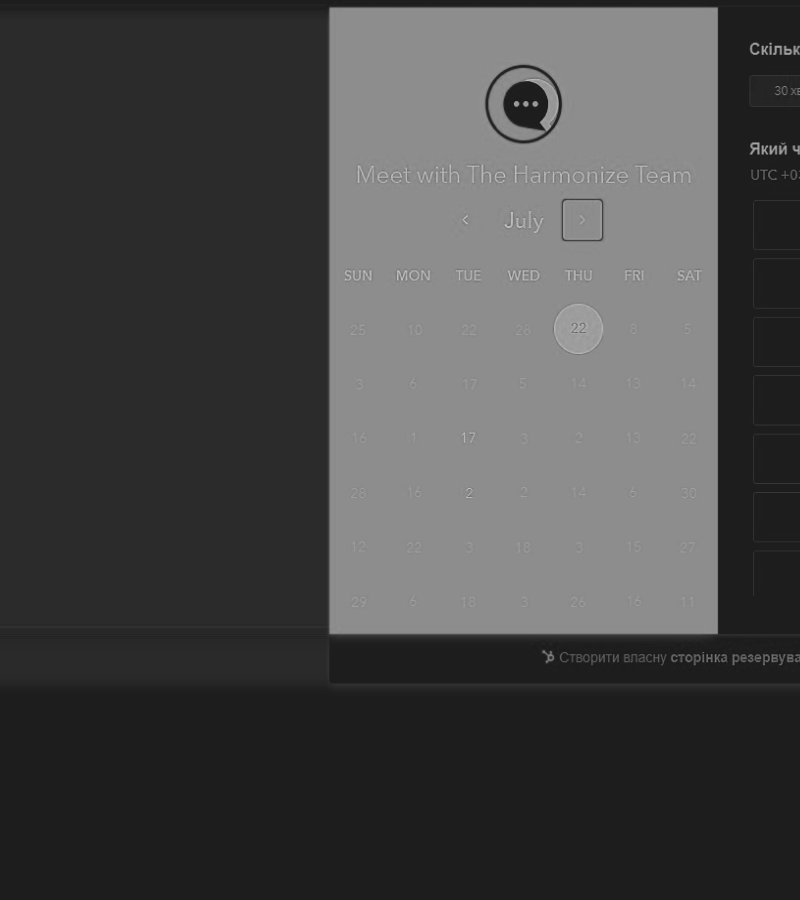 Meet with The Harmonize Team
July
SUN MON TUE WED THU FRI SAT
25 10 22 28 22 8 5
3 6 17 5 14 13 14
16 1 17 3 2 13 22
28 16 2 2 14 6 30
12 22 3 18 3 15 27
29 6 18 3 26 16 11
Скільк
30 хв
Який ч
UTC +03
Створити власну сторінка резервува